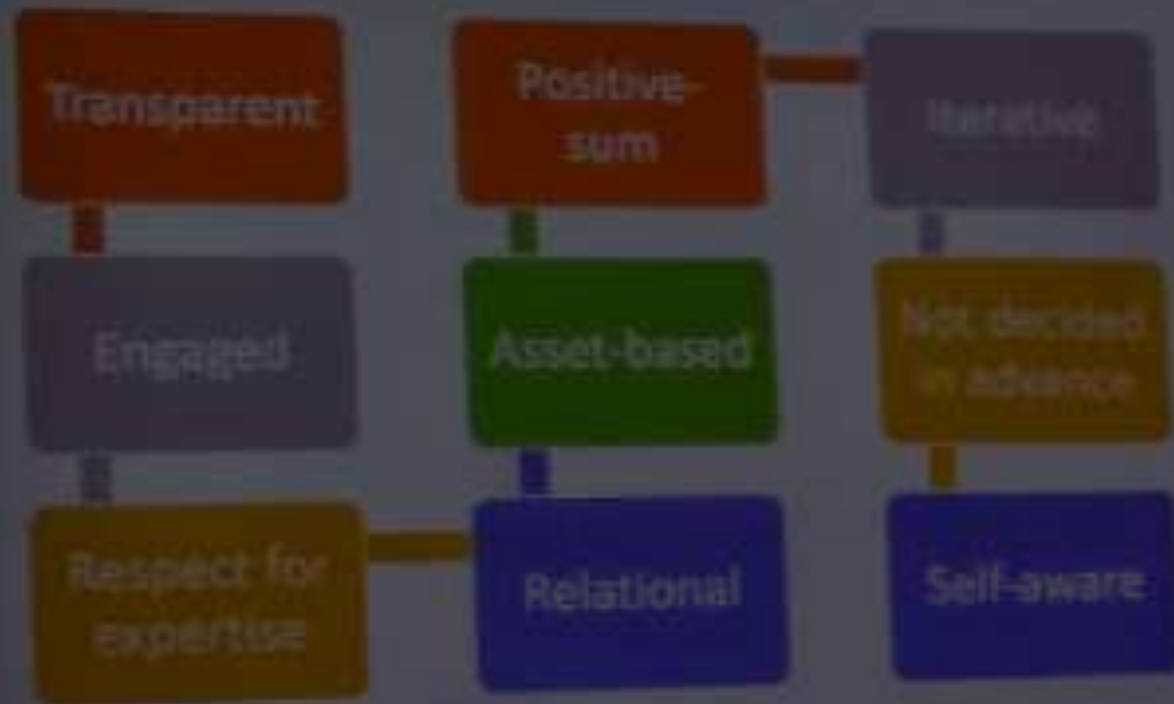 Transparent
Engaged
Respect for
expertise
Relational
Asset-based
Positive-
sum
Iterative
Not decided
in advance
Self-aware